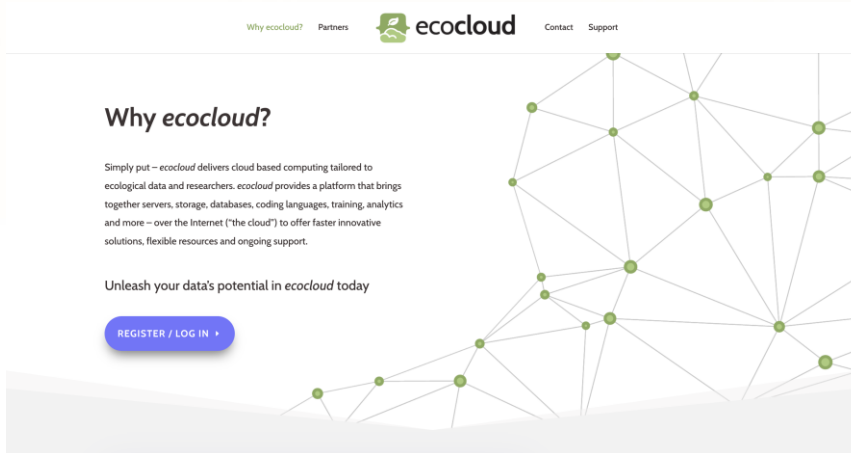 Why ecocloud? Partners ecocloud Contact Support
Why ecocloud?
Simply put – ecocloud delivers cloud based computing tailored to
ecological data and researchers. ecocloud provides a platform that brings
together servers, storage, databases, coding languages, training, analytics
and more – over the Internet (“the cloud”) to offer faster innovative
solutions, flexible resources and ongoing support.
Unleash your data’s potential in ecocloud today
REGISTER / LOG IN